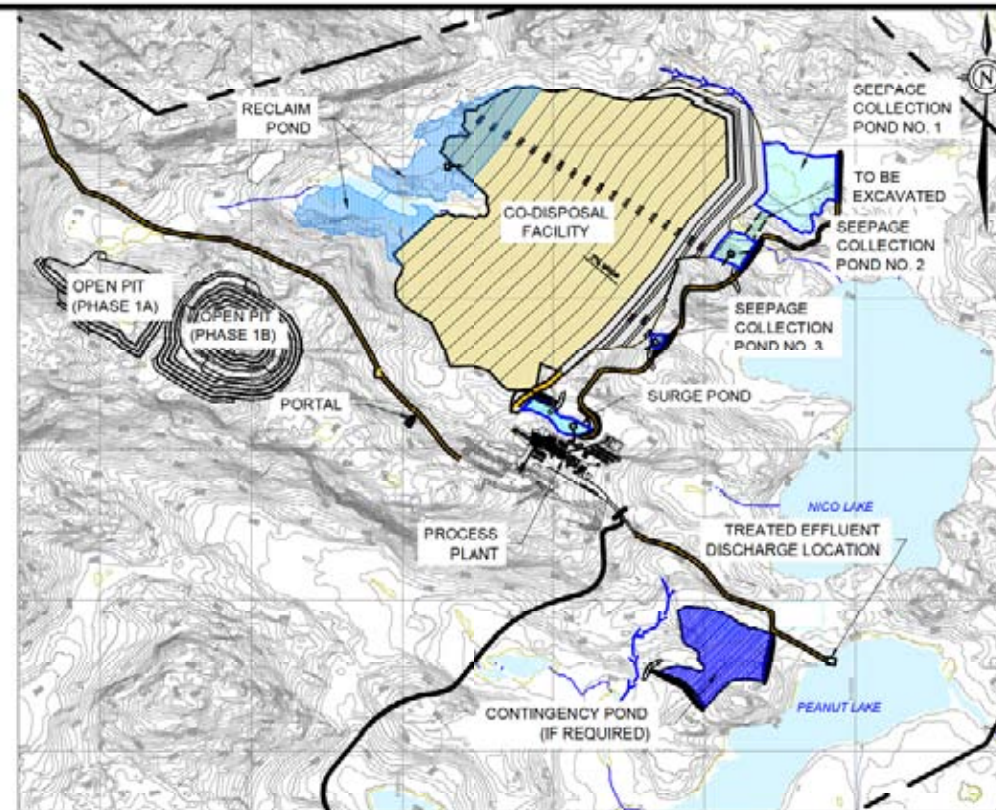 N
RECLAIM
POND
SEEPAGE
COLLECTION
POND NO. 1
TO BE
EXCAVATED
SEEPAGE
COLLECTION
POND NO. 2
CO-DISPOSAL
FACILITY
OPEN PIT
(PHASE 1A)
OPEN PIT
(PHASE 1B)
SEEPAGE
COLLECTION
POND NO. 3
PORTAL
SURGE POND
NICO LAKE
PROCESS
PLANT
TREATED EFFLUENT
DISCHARGE LOCATION
CONTINGENCY POND
(IF REQUIRED)
PEANUT LAKE